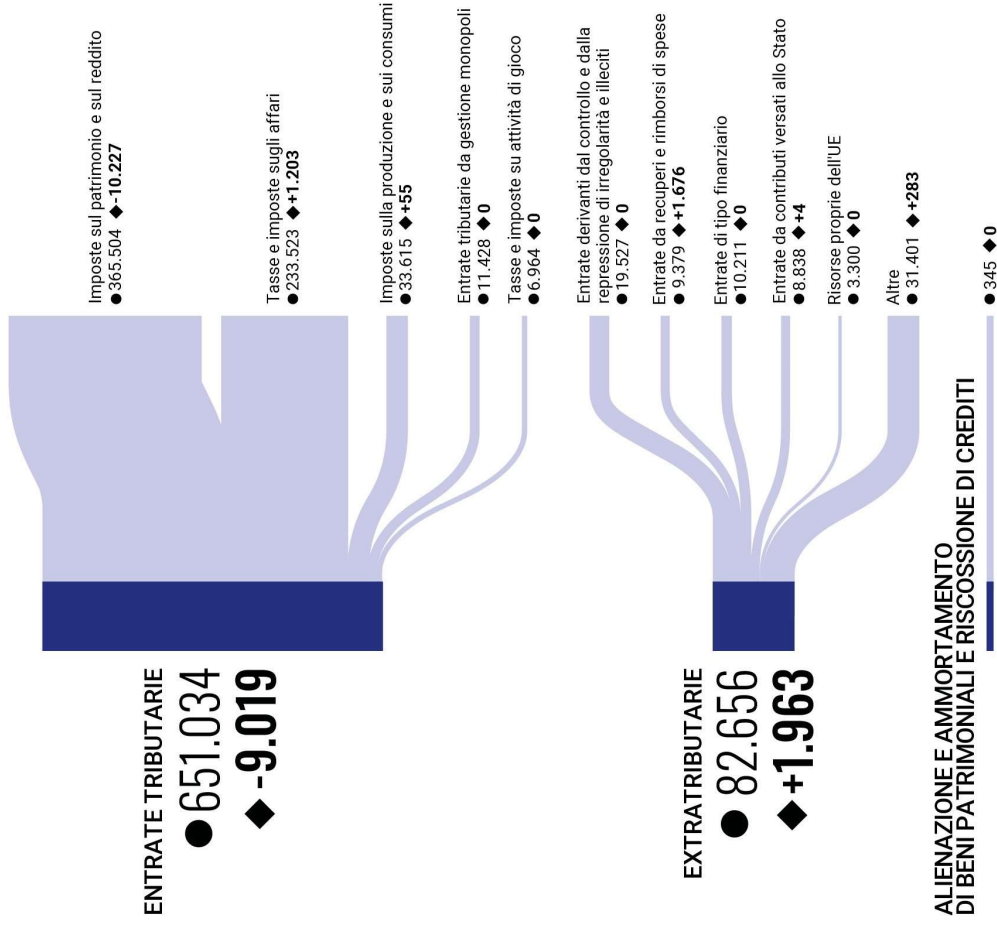 ENTRATE TRIBUTARIE
● 651.034
◆ -9.019
Imposte sul patrimonio e sul reddito
● 365.504 ◆ -10.227
Tasse e imposte sugli affari
● 233.523 ◆ +1.203
Imposte sulla produzione e sui consumi
● 33.615 ◆ +55
Entrate tributarie da gestione monopoli
● 11.428 ◆ 0
Tasse e imposte su attività di gioco
● 6.964 ◆ 0
EXTRATRIBUTARIE
● 82.656
◆ +1.963
Entrate derivanti dal controllo e dalla
repressione di irregolarità e illeciti
● 19.527 ◆ 0
Entrate da recuperi e rimborsi di spese
● 9.379 ◆ +1.676
Entrate di tipo finanziario
● 10.211 ◆ 0
Entrate da contributi versati allo Stato
● 8.838 ◆ +4
Risorse proprie dell'UE
● 3.300 ◆ 0
Altre
● 31.401 ◆ +283
ALIENAZIONE E AMMORTAMENTO
DI BENI PATRIMONIALI E RISCOSSIONE DI CREDITI
● 345 ◆ 0